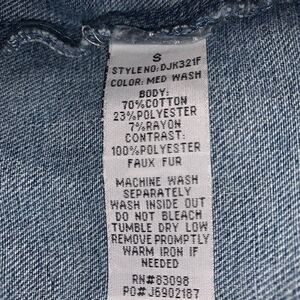 S
STYLE NO: DJK321F
COLOR: MED WASH
BODY:
70%COTTON
23%POLYESTER
7%RAYON
CONTRAST:
100%POLYESTER
FAUX FUR
MACHINE WASH
SEPARATELY
WASH INSIDE OUT
DO NOT BLEACH
TUMBLE DRY LOW
REMOVE PROMPTLY
WARM IRON IF
NEEDED
RN#83098
PO# J6902187